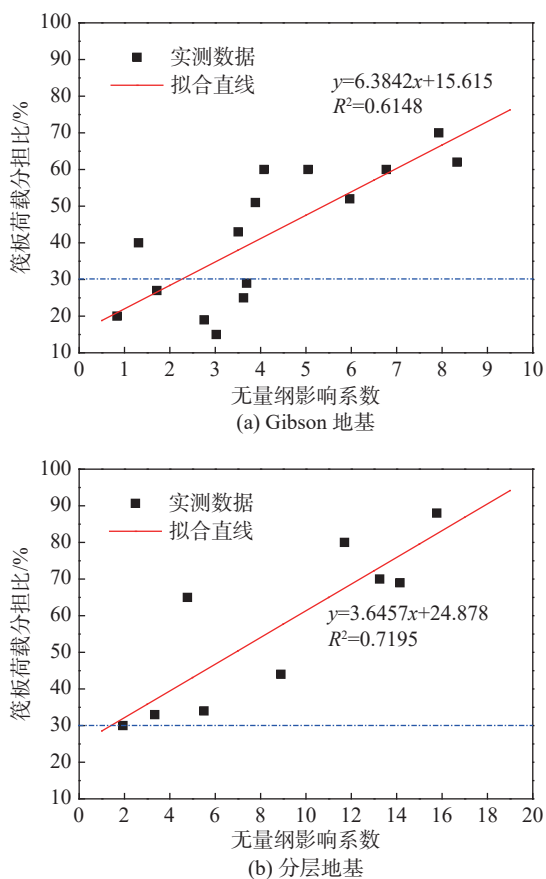 100
90
80
70
60
50
40
30
20
10
筏板荷载分担比/%
实测数据
拟合直线
y=6.3842x+15.615
R²=0.6148
0 1 2 3 4 5 6 7 8 9 10
无量纲影响系数
(a) Gibson 地基
100
90
80
70
60
50
40
30
20
10
筏板荷载分担比/%
实测数据
拟合直线
y=3.6457x+24.878
R²=0.7195
0 2 4 6 8 10 12 14 16 18 20
无量纲影响系数
(b) 分层地基